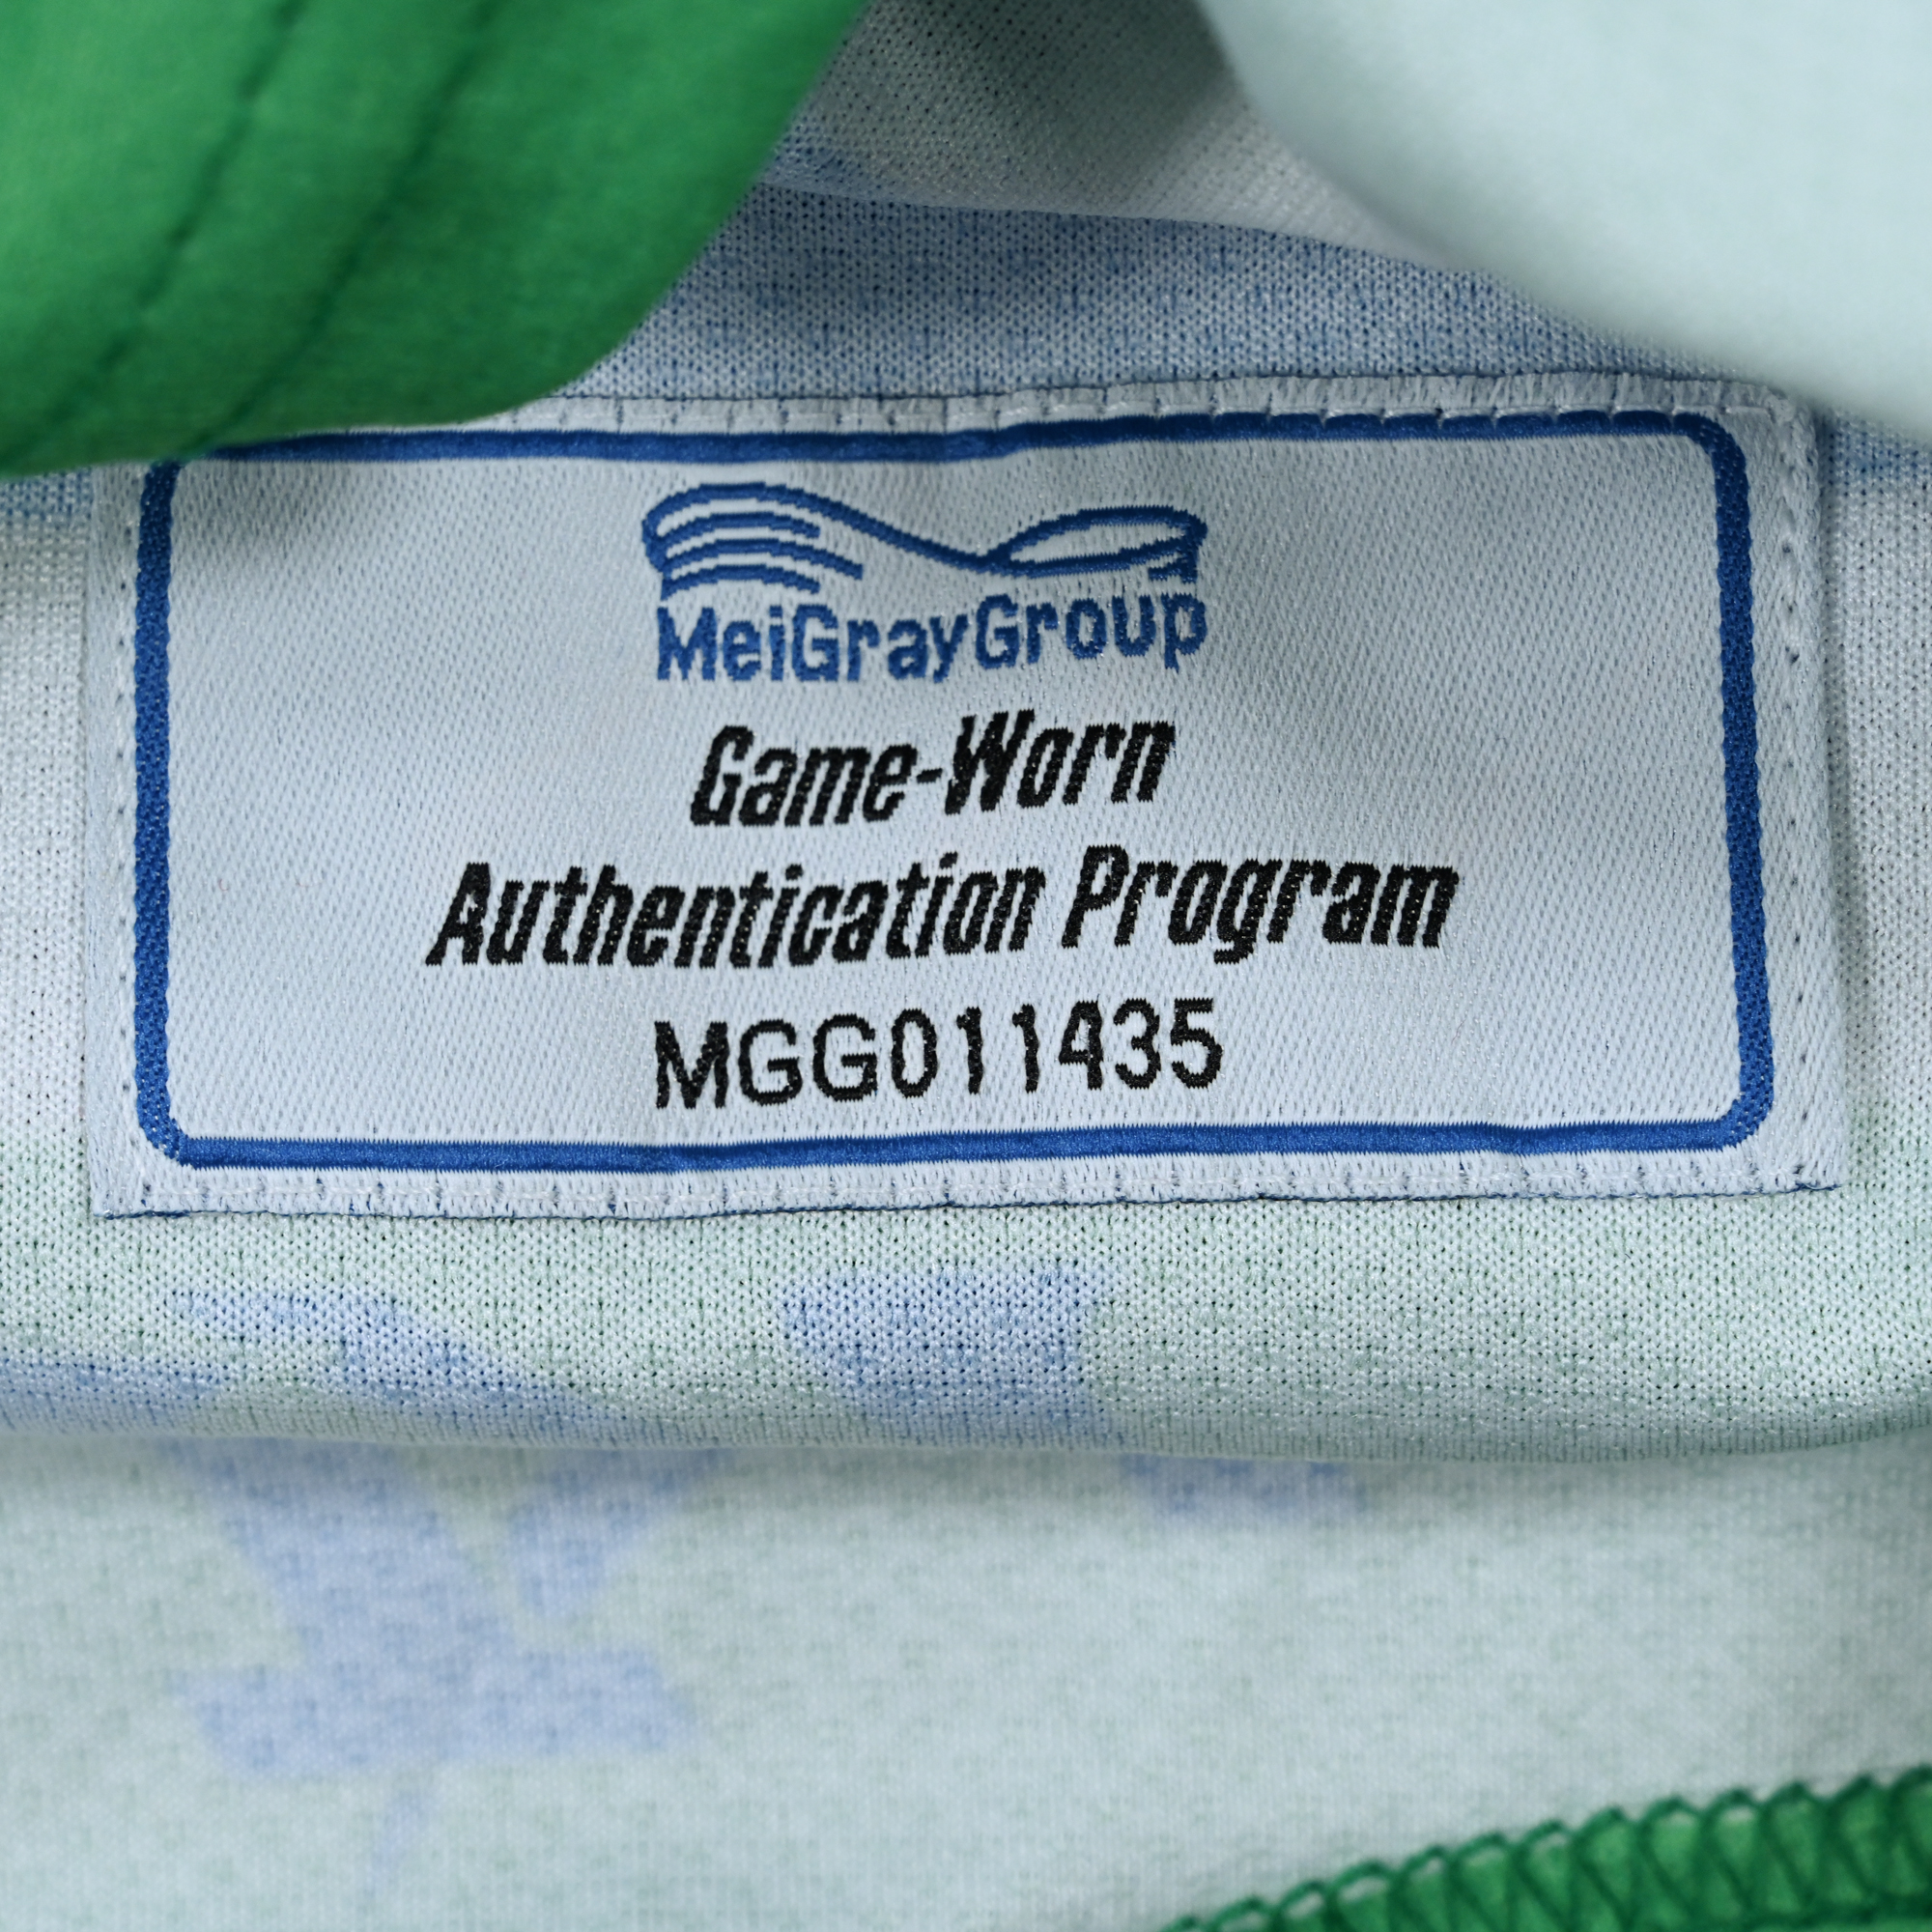 MeiGrayGroup
Game-Worn
Authentication Program
MGG011435